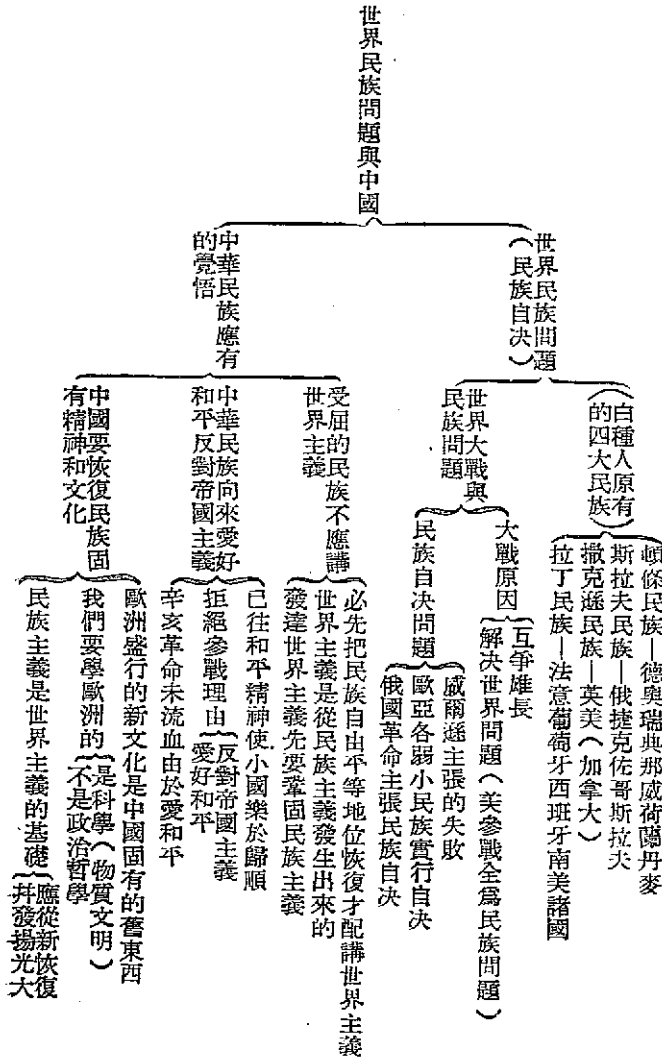 世界民族問題與中國
世界民族問題
（民族自决）
（白種人原有
的四大民族）
頓條民族—德奧瑞典那威荷蘭丹麥
斯拉夫民族—俄捷克佐哥斯拉夫
撒克遜民族—英美（加拿大）
拉丁民族—法意葡萄牙西班牙南美諸國
世界大戰與
民族問題
大戰原因
互爭雄長
解决世界問題（美參戰全爲民族問題）
民族自决問題
威爾遜主張的失敗
歐亞各弱小民族實行自决
俄國革命主張民族自决
中華民族應有
的覺悟
受屈的民族不應講
世界主義
必先把民族自由平等地位恢復才配講世界主義
世界主義是從民族主義發生出來的
發達世界主義先要鞏固民族主義
中華民族向來愛好
和平反對帝國主義
已往和平精神使小國樂於歸順
拒絕參戰理由
反對帝國主義
愛好和平
辛亥革命未流血由於愛和平
中國要恢復民族固
有精神和文化
歐洲盛行的新文化是中國固有的舊東西
我們要學歐洲的
是科學（物質文明）
不是政治哲學
民族主義是世界主義的基礎
應從新恢復
幷發揚光大